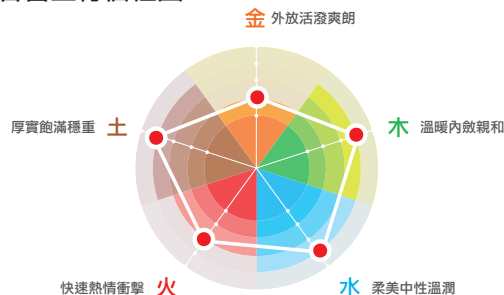 金 外放活潑爽朗
木 溫暖內斂親和
厚實飽滿穩重 土
快速熱情衝擊 火
水 柔美中性溫潤